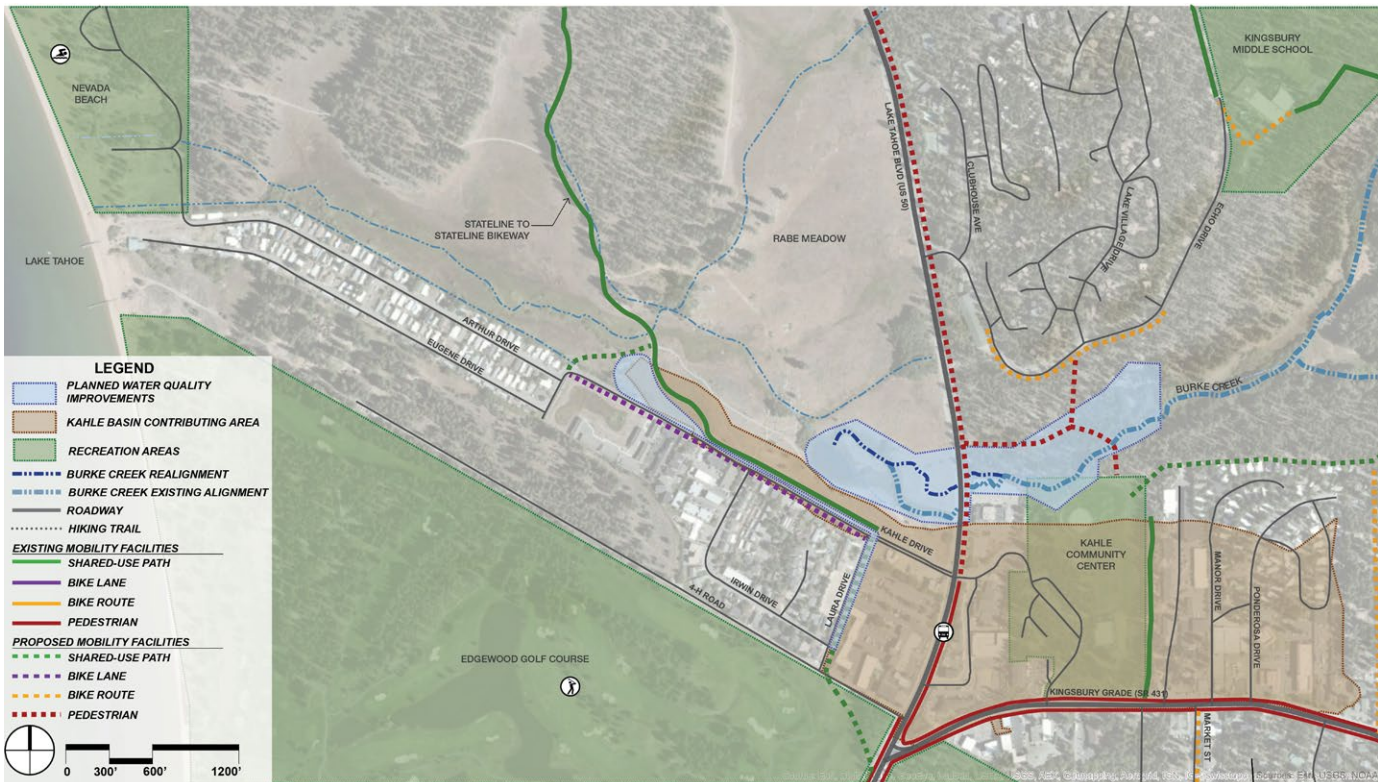 KINGSBURY
MIDDLE SCHOOL
NEVADA
BEACH
LAKE TAHOE BLVD (US 50)
CLUBHOUSE AVE
LAKE VILLAGE DRIVE
ECHO DRIVE
STATELINE TO
STATELINE BIKEWAY
RABE MEADOW
LAKE TAHOE
ARTHUR DRIVE
EUGENE DRIVE
BURKE CREEK
LEGEND
PLANNED WATER QUALITY
IMPROVEMENTS
KAHLE BASIN CONTRIBUTING AREA
RECREATION AREAS
BURKE CREEK REALIGNMENT
BURKE CREEK EXISTING ALIGNMENT
ROADWAY
HIKING TRAIL
EXISTING MOBILITY FACILITIES
SHARED-USE PATH
BIKE LANE
BIKE ROUTE
PEDESTRIAN
PROPOSED MOBILITY FACILITIES
SHARED-USE PATH
BIKE LANE
BIKE ROUTE
PEDESTRIAN
0 300' 600' 1200'
KAHLE DRIVE
KAHLE
COMMUNITY
CENTER
IRWIN DRIVE
LAURA DRIVE
4-H ROAD
MANOR DRIVE
PONDEROSA DRIVE
EDGEWOOD GOLF COURSE
KINGSBURY GRADE (SR 431)
MARKET ST